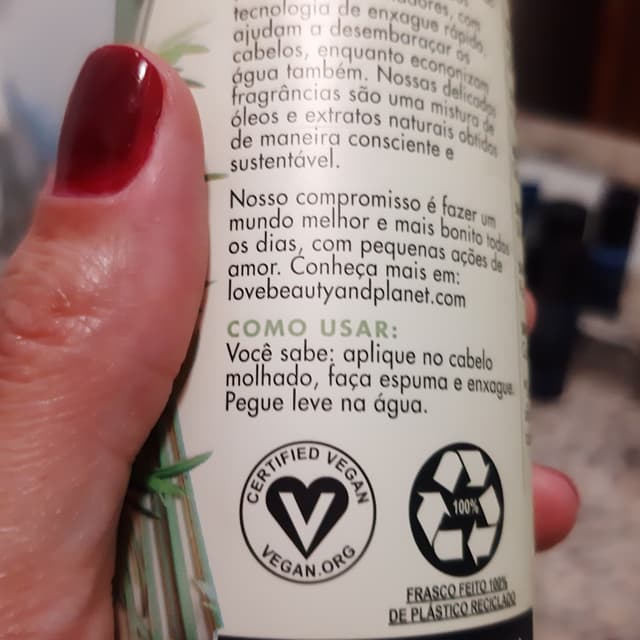 tecnologia de enxague rápido,
ajudam a desembaraçar os
cabelos, enquanto economizam
água também. Nossas delicadas
fragrâncias são uma mistura de
óleos e extratos naturais obtidos
de maneira consciente e
sustentável.
Nosso compromisso é fazer um
mundo melhor e mais bonito todos
os dias, com pequenas ações de
amor. Conheça mais em:
lovebeautyandplanet.com
COMO USAR:
Você sabe: aplique no cabelo
molhado, faça espuma e enxague.
Pegue leve na água.
CERTIFIED VEGAN
V
VEGAN.ORG
100%
FRASCO FEITO 100%
DE PLÁSTICO RECICLADO